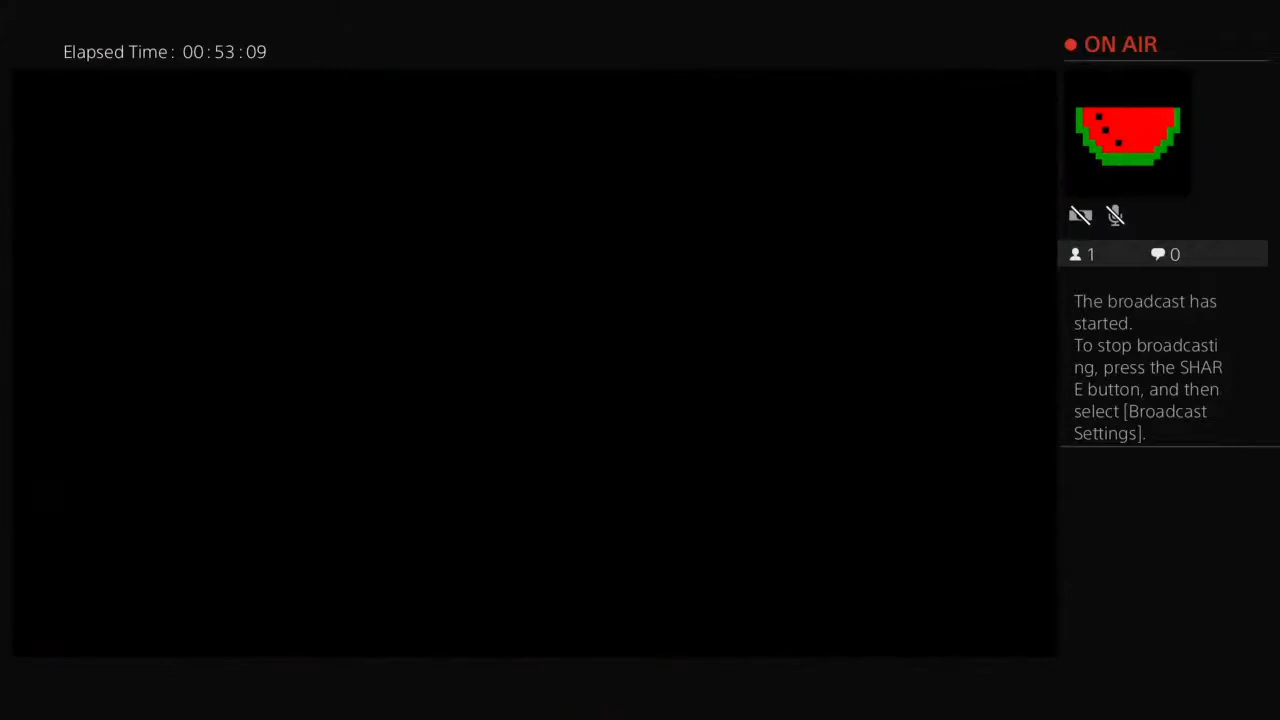 Elapsed Time: 00:53:09
ON AIR
1 0
The broadcast has
started.
To stop broadcasti
ng, press the SHAR
E button, and then
select [Broadcast
Settings].